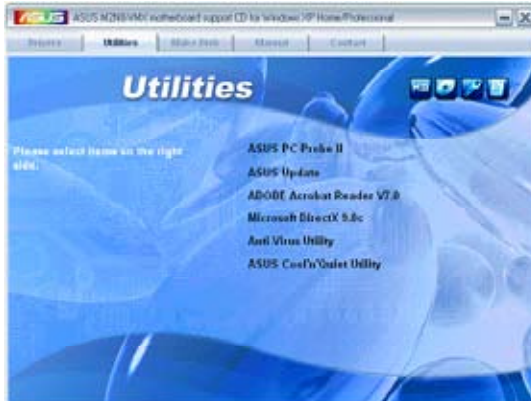 ASUS
ASUS M2N8-VMX motherboard support CD for Windows XP Home/Professional
Drivers
Utilities
Make Disk
Manual
Contact
Utilities
Please select items on the right
side.
ASUS PC Probe II
ASUS Update
ADOBE Acrobat Reader V7.0
Microsoft DirectX 9.0c
Anti Virus Utility
ASUS Cool'n'Quiet Utility